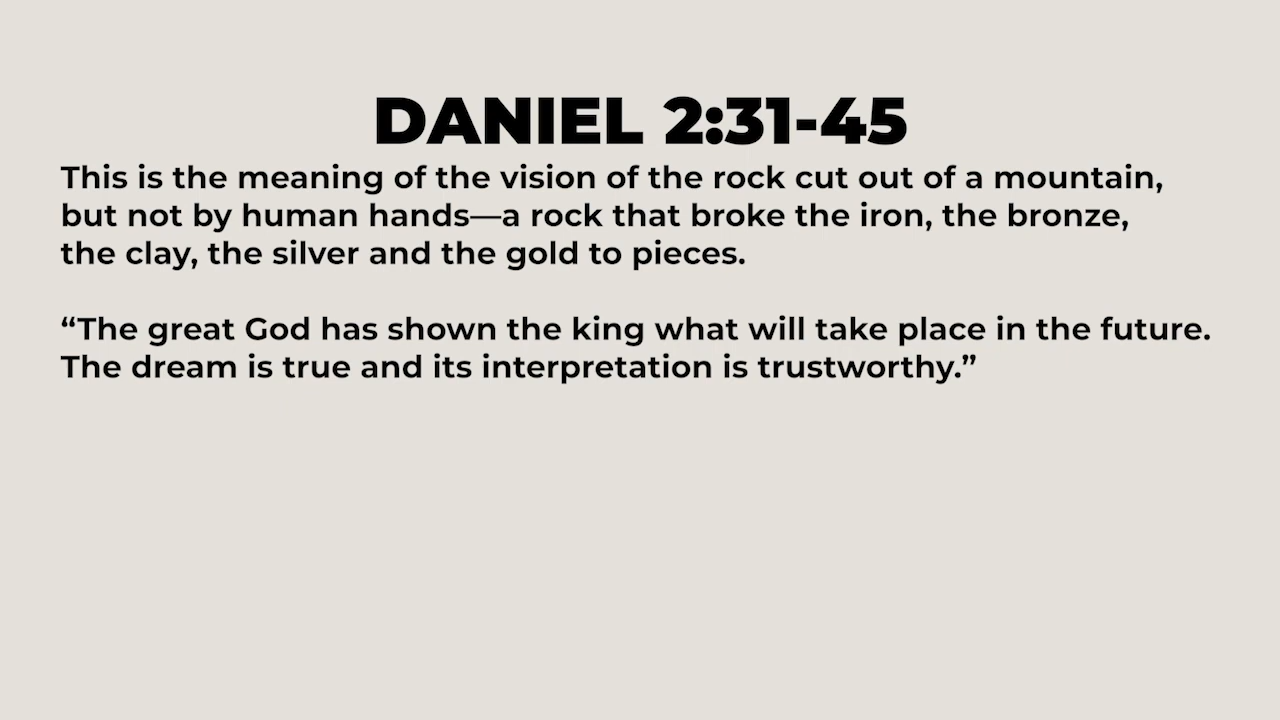 DANIEL 2:31-45
This is the meaning of the vision of the rock cut out of a mountain,
but not by human hands—a rock that broke the iron, the bronze,
the clay, the silver and the gold to pieces.
“The great God has shown the king what will take place in the future.
The dream is true and its interpretation is trustworthy.”